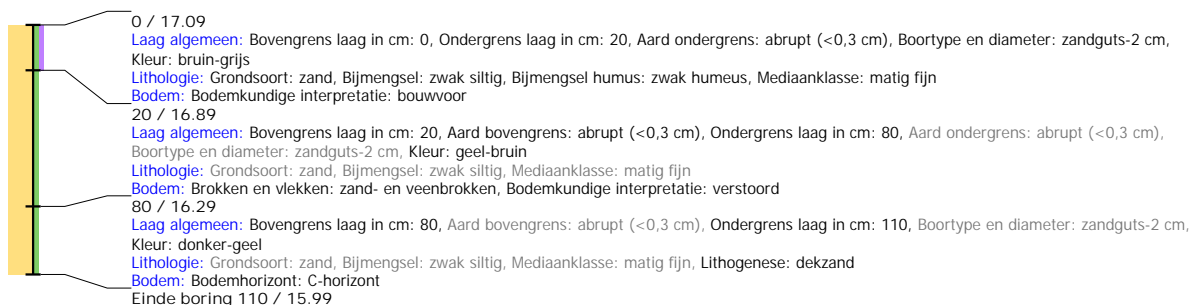 0 / 17.09
Laag algemeen: Bovengrens laag in cm: 0, Ondergrens laag in cm: 20, Aard ondergrens: abrupt (<0,3 cm), Boortype en diameter: zandguts-2 cm,
Kleur: bruin-grijs
Lithologie: Grondsoort: zand, Bijmengsel: zwak siltig, Bijmengsel humus: zwak humeus, Mediaanklasse: matig fijn
Bodem: Bodemkundige interpretatie: bouwvoor
20 / 16.89
Laag algemeen: Bovengrens laag in cm: 20, Aard bovengrens: abrupt (<0,3 cm), Ondergrens laag in cm: 80, Aard ondergrens: abrupt (<0,3 cm),
Boortype en diameter: zandguts-2 cm, Kleur: geel-bruin
Lithologie: Grondsoort: zand, Bijmengsel: zwak siltig, Mediaanklasse: matig fijn
Bodem: Brokken en vlekken: zand- en veenbrokken, Bodemkundige interpretatie: verstoord
80 / 16.29
Laag algemeen: Bovengrens laag in cm: 80, Aard bovengrens: abrupt (<0,3 cm), Ondergrens laag in cm: 110, Boortype en diameter: zandguts-2 cm,
Kleur: donker-geel
Lithologie: Grondsoort: zand, Bijmengsel: zwak siltig, Mediaanklasse: matig fijn, Lithogenese: dekzand
Bodem: Bodemhorizont: C-horizont
Einde boring 110 / 15.99